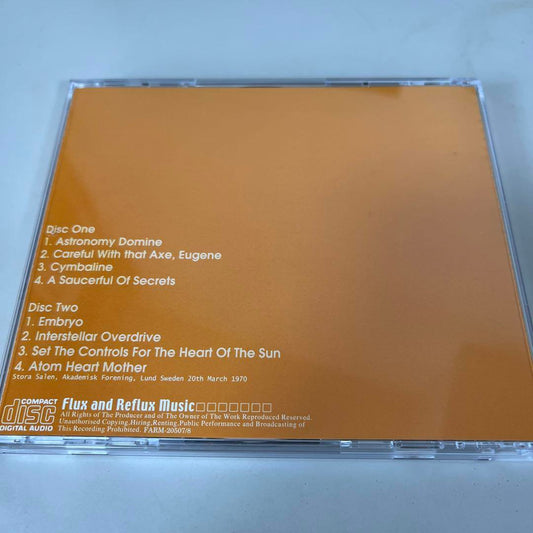 Disc One
1. Astronomy Domine
2. Careful With that Axe, Eugene
3. Cymbaline
4. A Saucerful Of Secrets
Disc Two
1. Embryo
2. Interstellar Overdrive
3. Set The Controls For The Heart Of The Sun
4. Atom Heart Mother
Stora Salen, Akademisk Forening, Lund Sweden 20th March 1970
COMPACT
disc
DIGITAL AUDIO
Flux and Reflux Music□□□□□□□
All Rights of The Producer and of The Owner of The Work Reproduced Reserved.
Unauthorised Copying,Hiring,Renting,Public Performance and Broadcasting of
This Recording Prohibited. FARM-20507/8